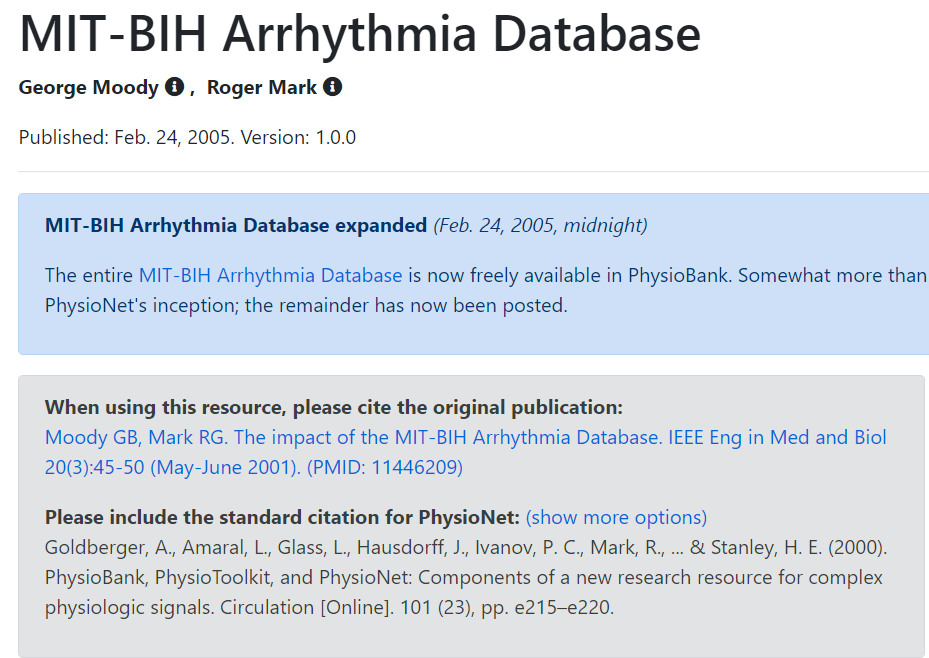 MIT-BIH Arrhythmia Database
George Moody , Roger Mark
Published: Feb. 24, 2005. Version: 1.0.0
MIT-BIH Arrhythmia Database expanded (Feb. 24, 2005, midnight)
The entire MIT-BIH Arrhythmia Database is now freely available in PhysioBank. Somewhat more than
PhysioNet's inception; the remainder has now been posted.
When using this resource, please cite the original publication:
Moody GB, Mark RG. The impact of the MIT-BIH Arrhythmia Database. IEEE Eng in Med and Biol
20(3):45-50 (May-June 2001). (PMID: 11446209)
Please include the standard citation for PhysioNet: (show more options)
Goldberger, A., Amaral, L., Glass, L., Hausdorff, J., Ivanov, P. C., Mark, R., ... & Stanley, H. E. (2000).
PhysioBank, PhysioToolkit, and PhysioNet: Components of a new research resource for complex
physiologic signals. Circulation [Online]. 101 (23), pp. e215–e220.